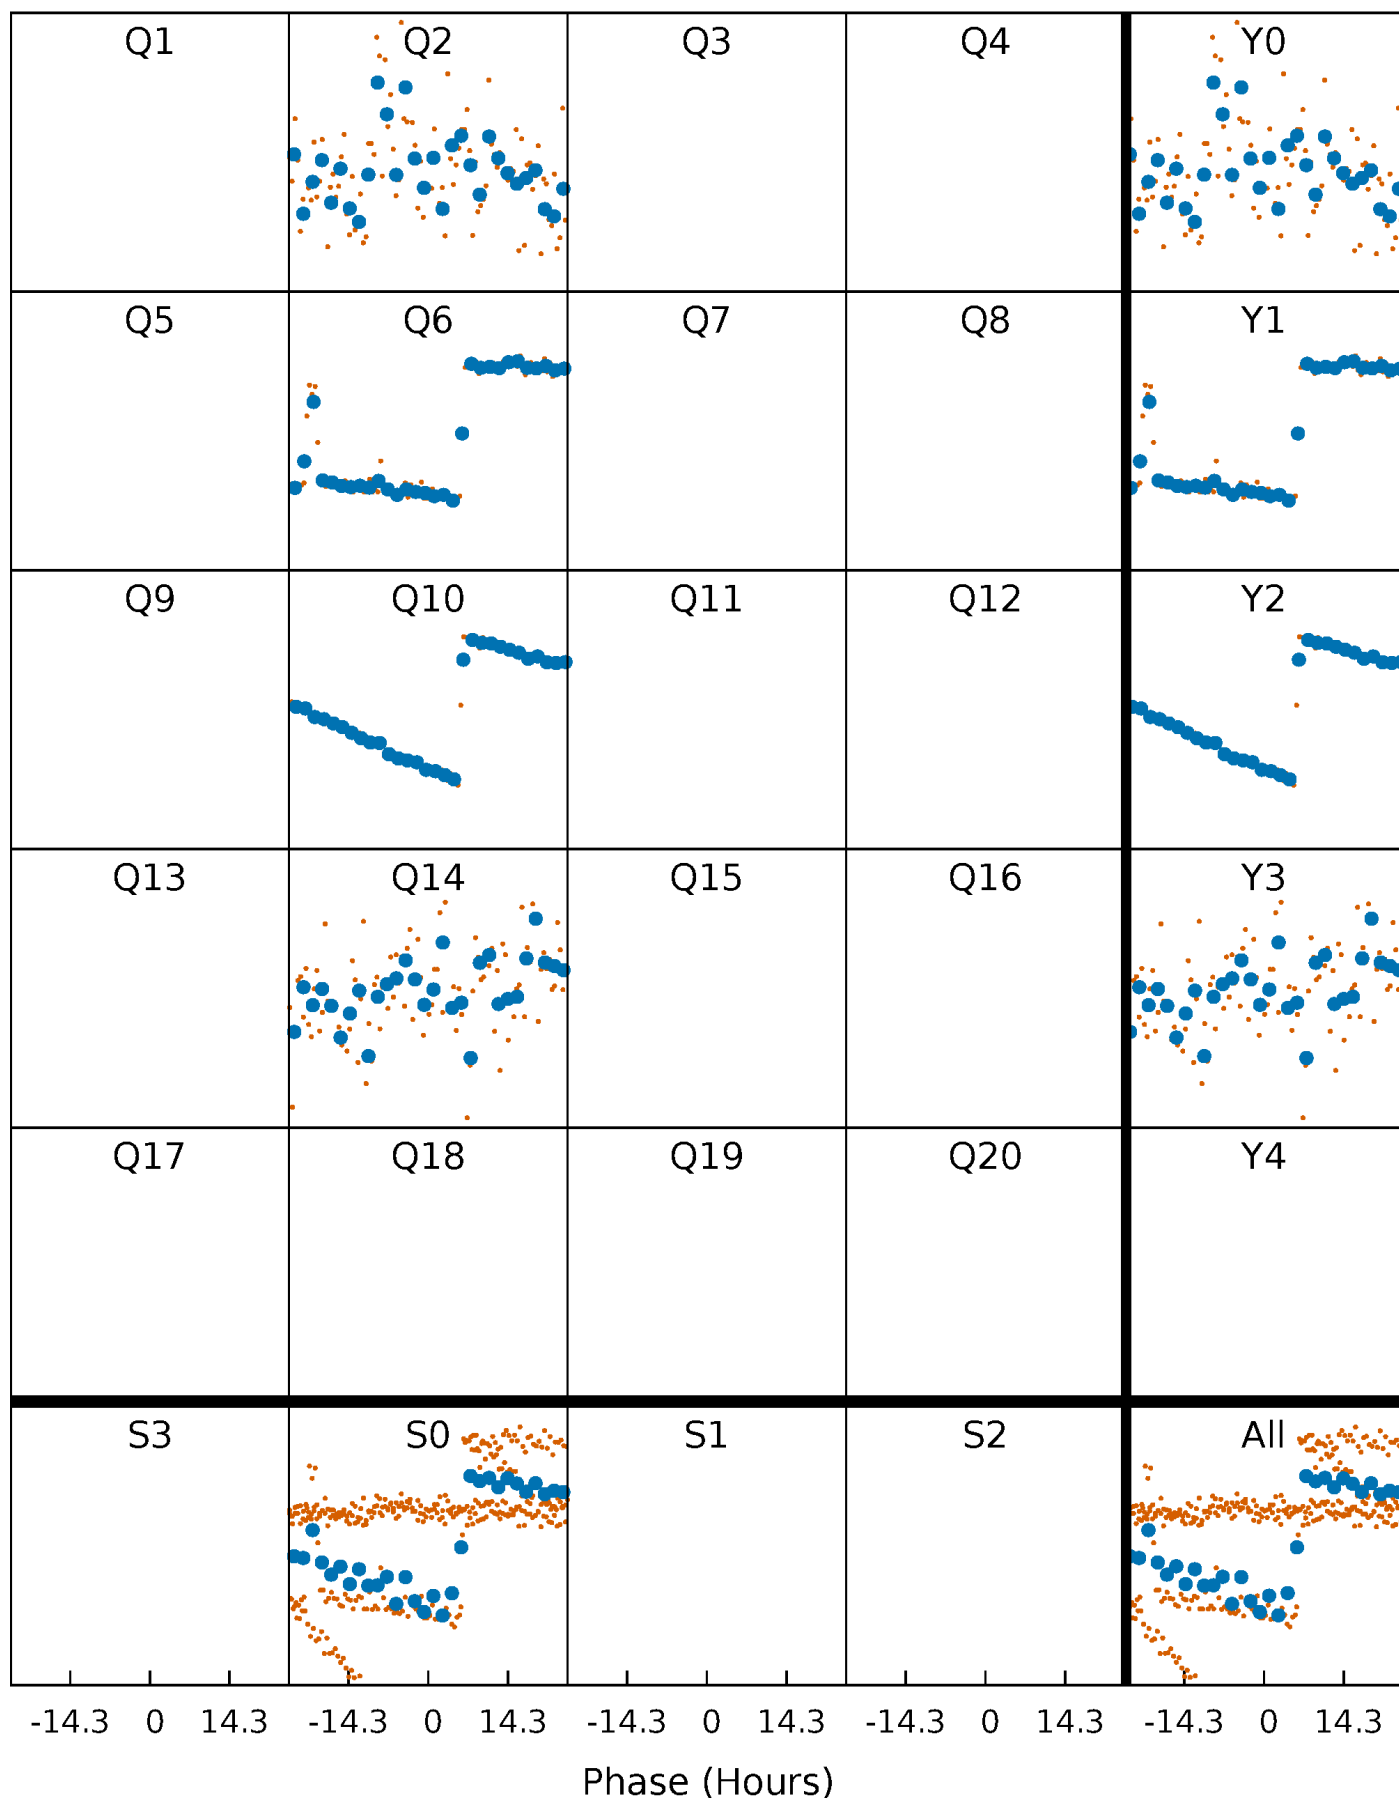 Q1 Q2 Q3 Q4 Y0
Q5 Q6 Q7 Q8 Y1
Q9 Q10 Q11 Q12 Y2
Q13 Q14 Q15 Q16 Y3
Q17 Q18 Q19 Q20 Y4
S3 S0 S1 S2 All
-14.3 0 14.3 -14.3 0 14.3 -14.3 0 14.3 -14.3 0 14.3 -14.3 0 14.3
Phase (Hours)